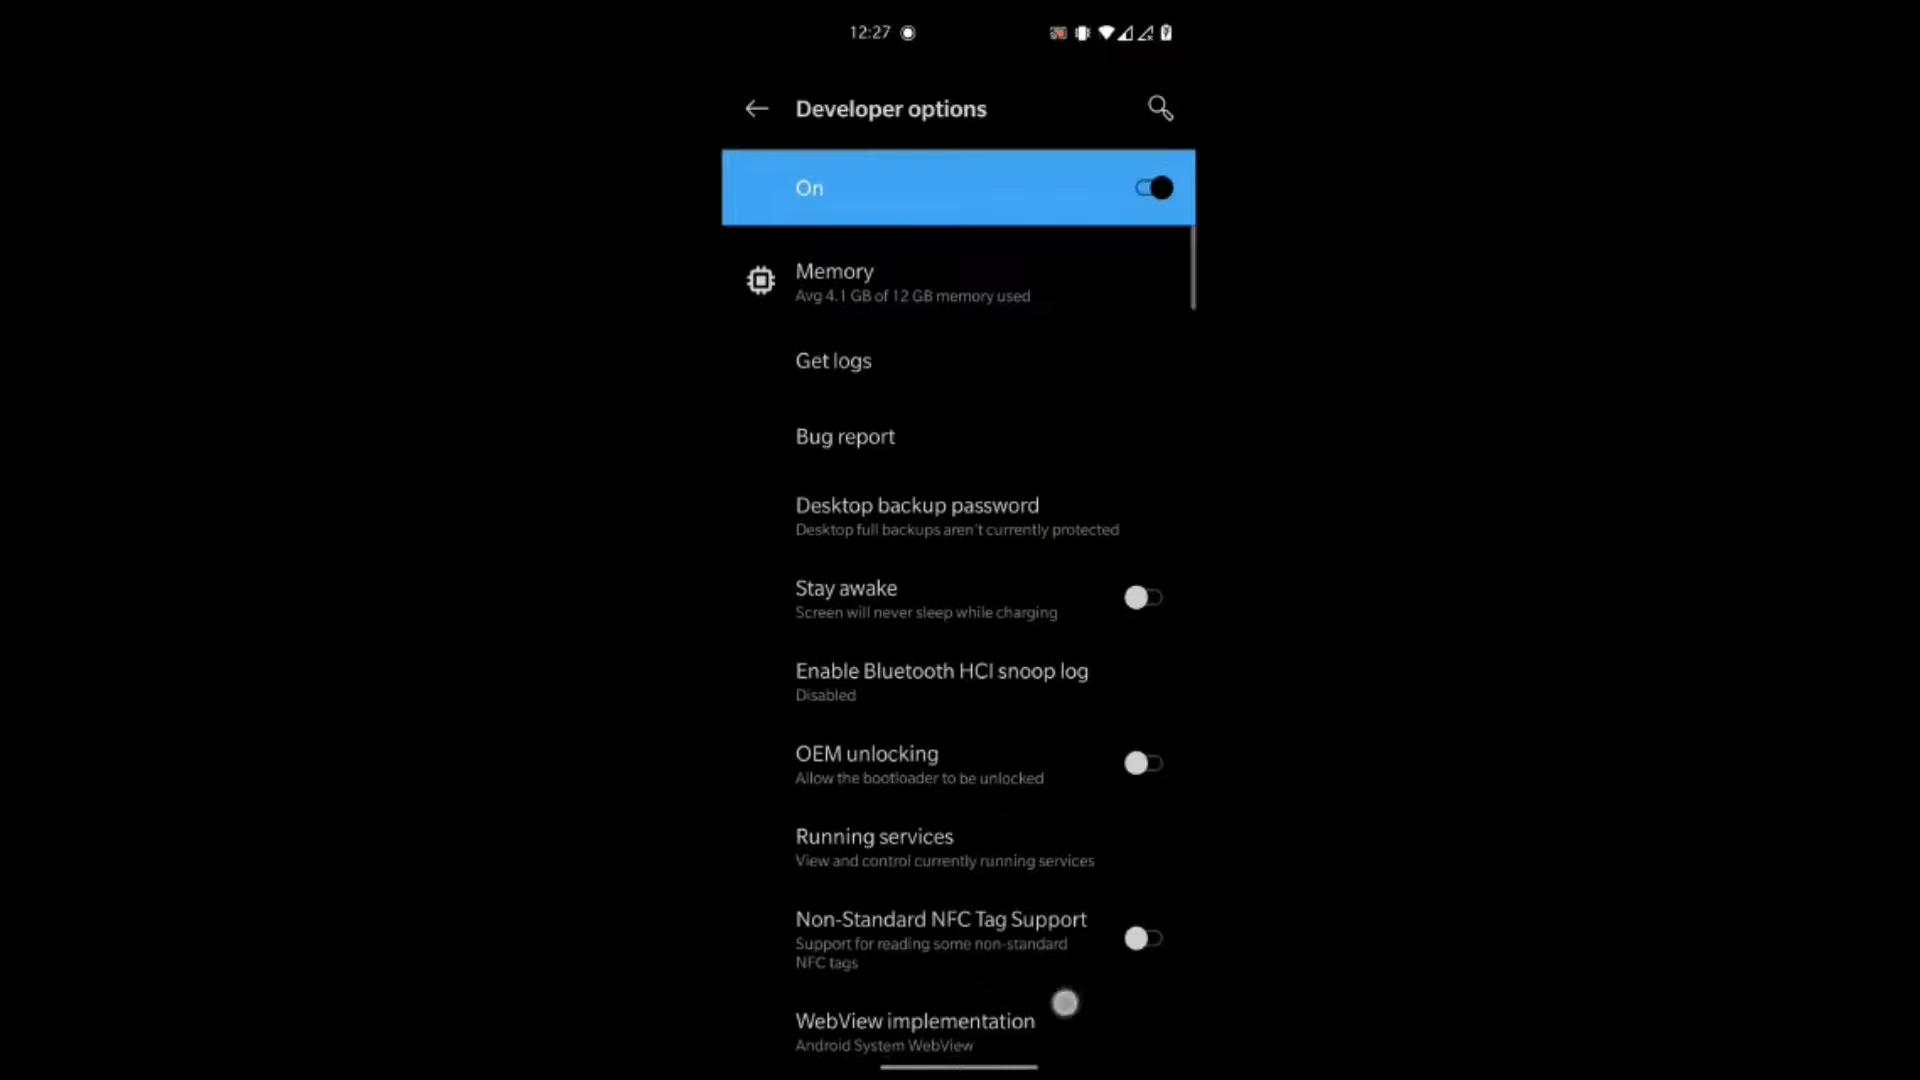 12:27
Developer options
On
Memory
Avg 4.1 GB of 12 GB memory used
Get logs
Bug report
Desktop backup password
Desktop full backups aren't currently protected
Stay awake
Screen will never sleep while charging
Enable Bluetooth HCI snoop log
Disabled
OEM unlocking
Allow the bootloader to be unlocked
Running services
View and control currently running services
Non-Standard NFC Tag Support
Support for reading some non-standard
NFC tags
WebView implementation
Android System WebView